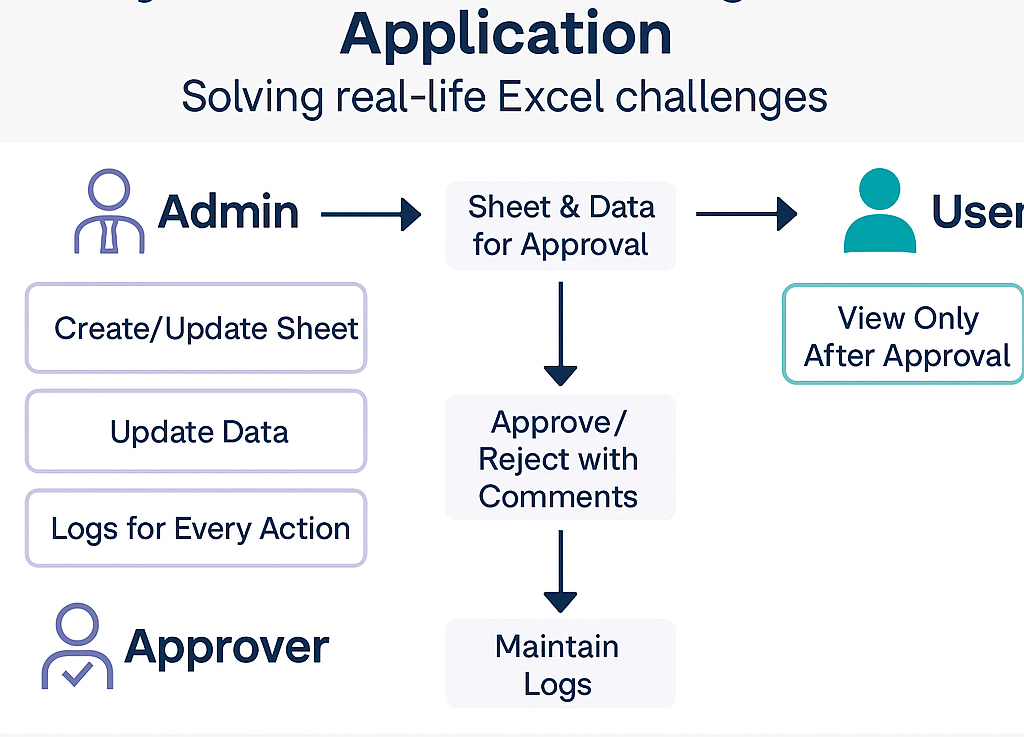 Application
Solving real-life Excel challenges
Admin
Sheet & Data
for Approval
User
Create/Update Sheet
View Only
After Approval
Update Data
Approve/
Reject with
Comments
Logs for Every Action
Approver
Maintain
Logs